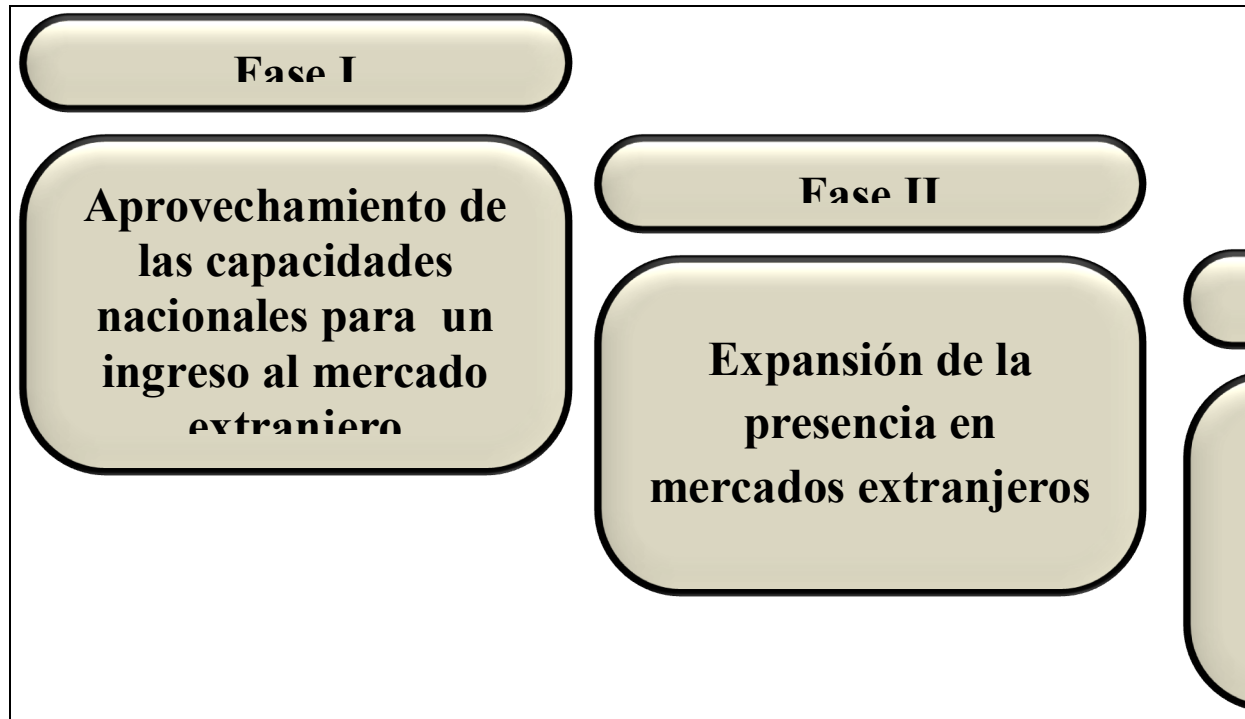 Fase I
Aprovechamiento de
las capacidades
nacionales para  un
ingreso al mercado
extranjero
Fase II
Expansión de la
presencia en
mercados extranjeros